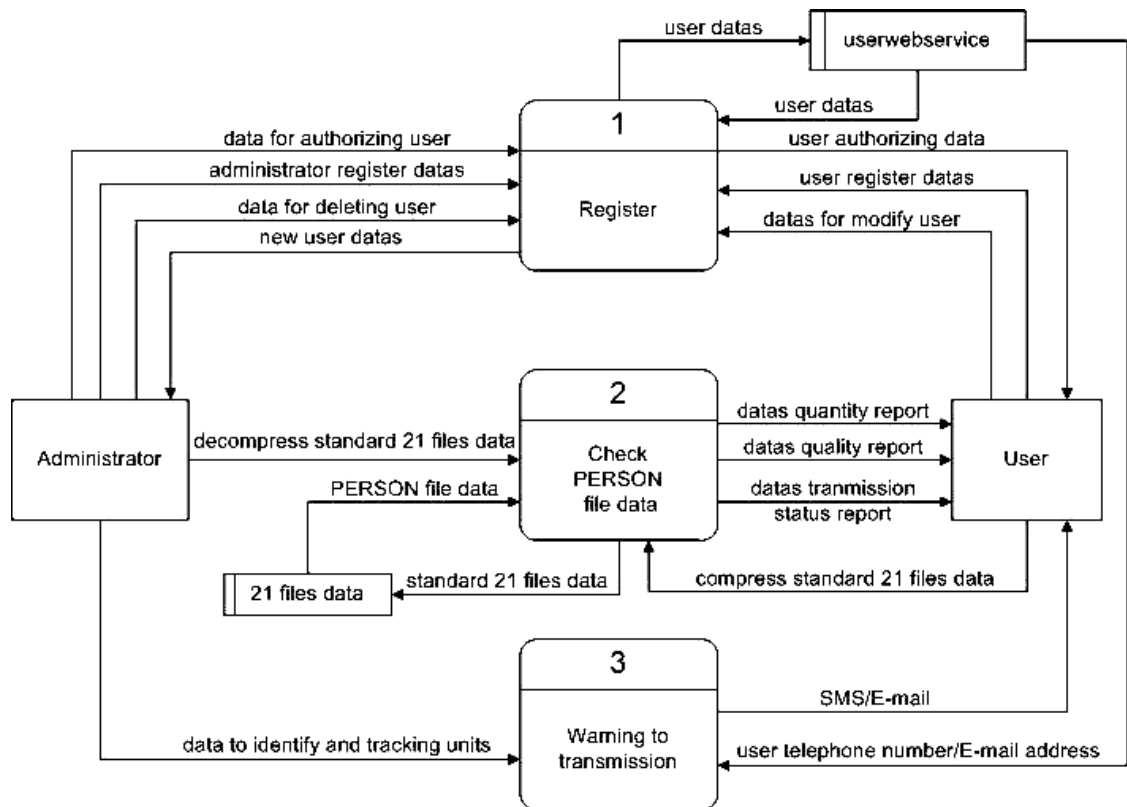 user datas
userwebservice
user datas
1
data for authorizing user
user authorizing data
administrator register datas
user register datas
Register
data for deleting user
datas for modify user
new user datas
2
datas quantity report
Administrator
decompress standard 21 files data
Check
PERSON
file data
datas quality report
User
PERSON file data
datas tranmission
status report
21 files data
standard 21 files data
compress standard 21 files data
3
SMS/E-mail
Warning to
transmission
data to identify and tracking units
user telephone number/E-mail address